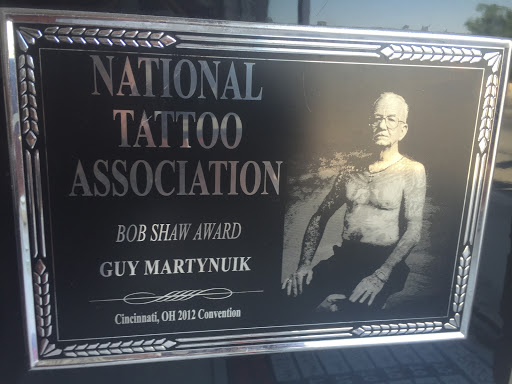 NATIONAL
TATTOO
ASSOCIATION
BOB SHAW AWARD
GUY MARTYNUIK
Cincinnati, OH 2012 Convention